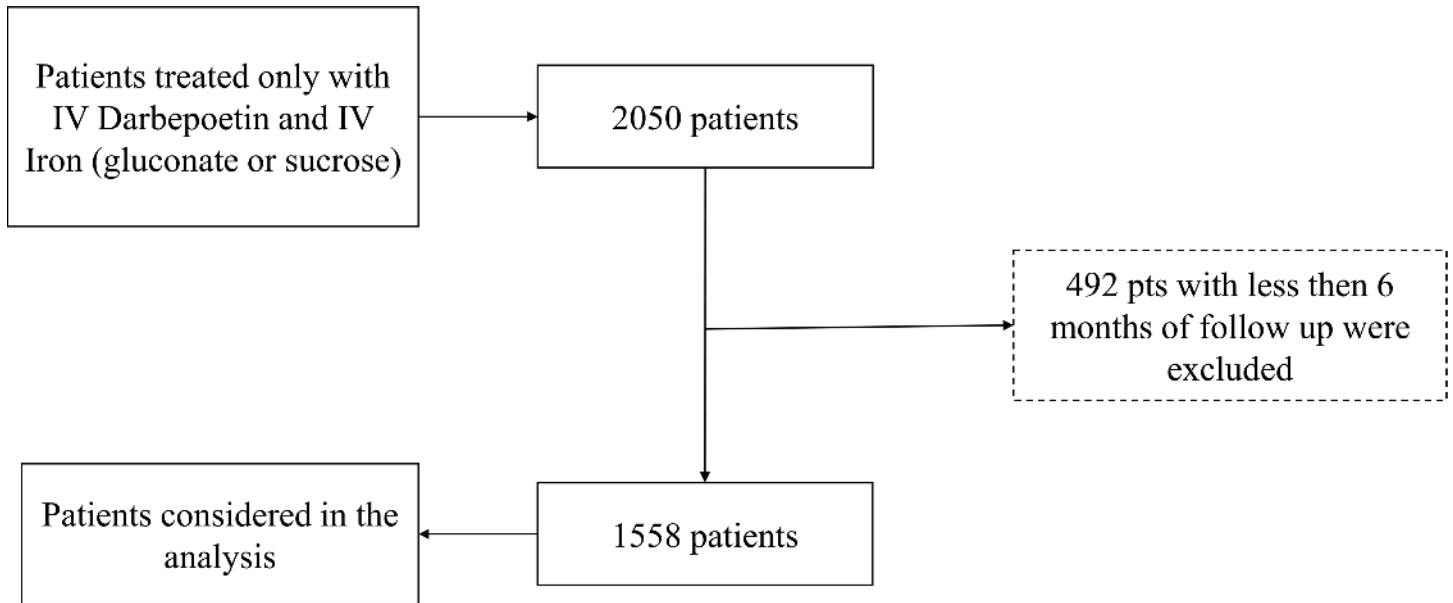 Patients treated only with
IV Darbepoetin and IV
Iron (gluconate or sucrose)
2050 patients
492 pts with less then 6
months of follow up were
excluded
1558 patients
Patients considered in the
analysis